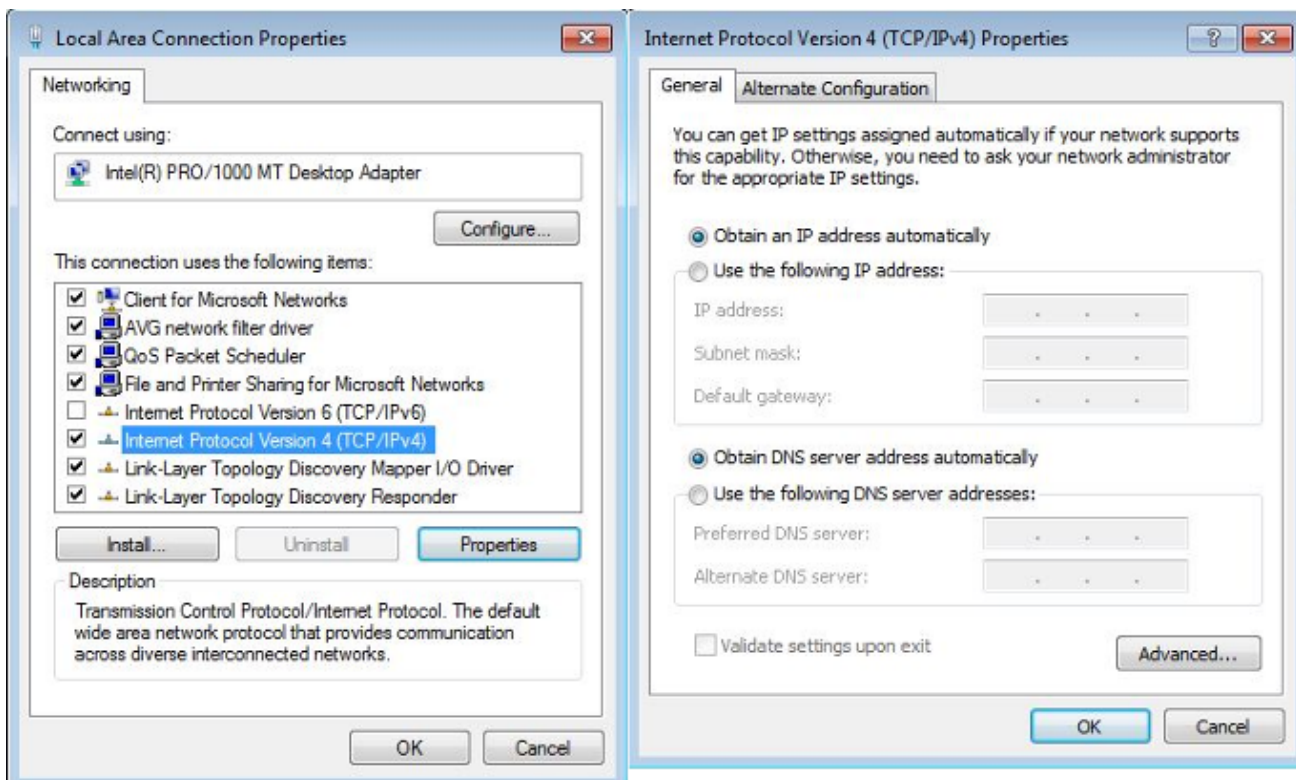 Local Area Connection Properties
Networking
Connect using:
Intel(R) PRO/1000 MT Desktop Adapter
Configure...
This connection uses the following items:
Client for Microsoft Networks
AVG network filter driver
QoS Packet Scheduler
File and Printer Sharing for Microsoft Networks
Internet Protocol Version 6 (TCP/IPv6)
Internet Protocol Version 4 (TCP/IPv4)
Link-Layer Topology Discovery Mapper I/O Driver
Link-Layer Topology Discovery Responder
Install...
Uninstall
Properties
Description
Transmission Control Protocol/Internet Protocol. The default
wide area network protocol that provides communication
across diverse interconnected networks.
OK
Cancel
Internet Protocol Version 4 (TCP/IPv4) Properties
General
Alternate Configuration
You can get IP settings assigned automatically if your network supports
this capability. Otherwise, you need to ask your network administrator
for the appropriate IP settings.
Obtain an IP address automatically
Use the following IP address:
IP address:
Subnet mask:
Default gateway:
Obtain DNS server address automatically
Use the following DNS server addresses:
Preferred DNS server:
Alternate DNS server:
Validate settings upon exit
Advanced...
OK
Cancel